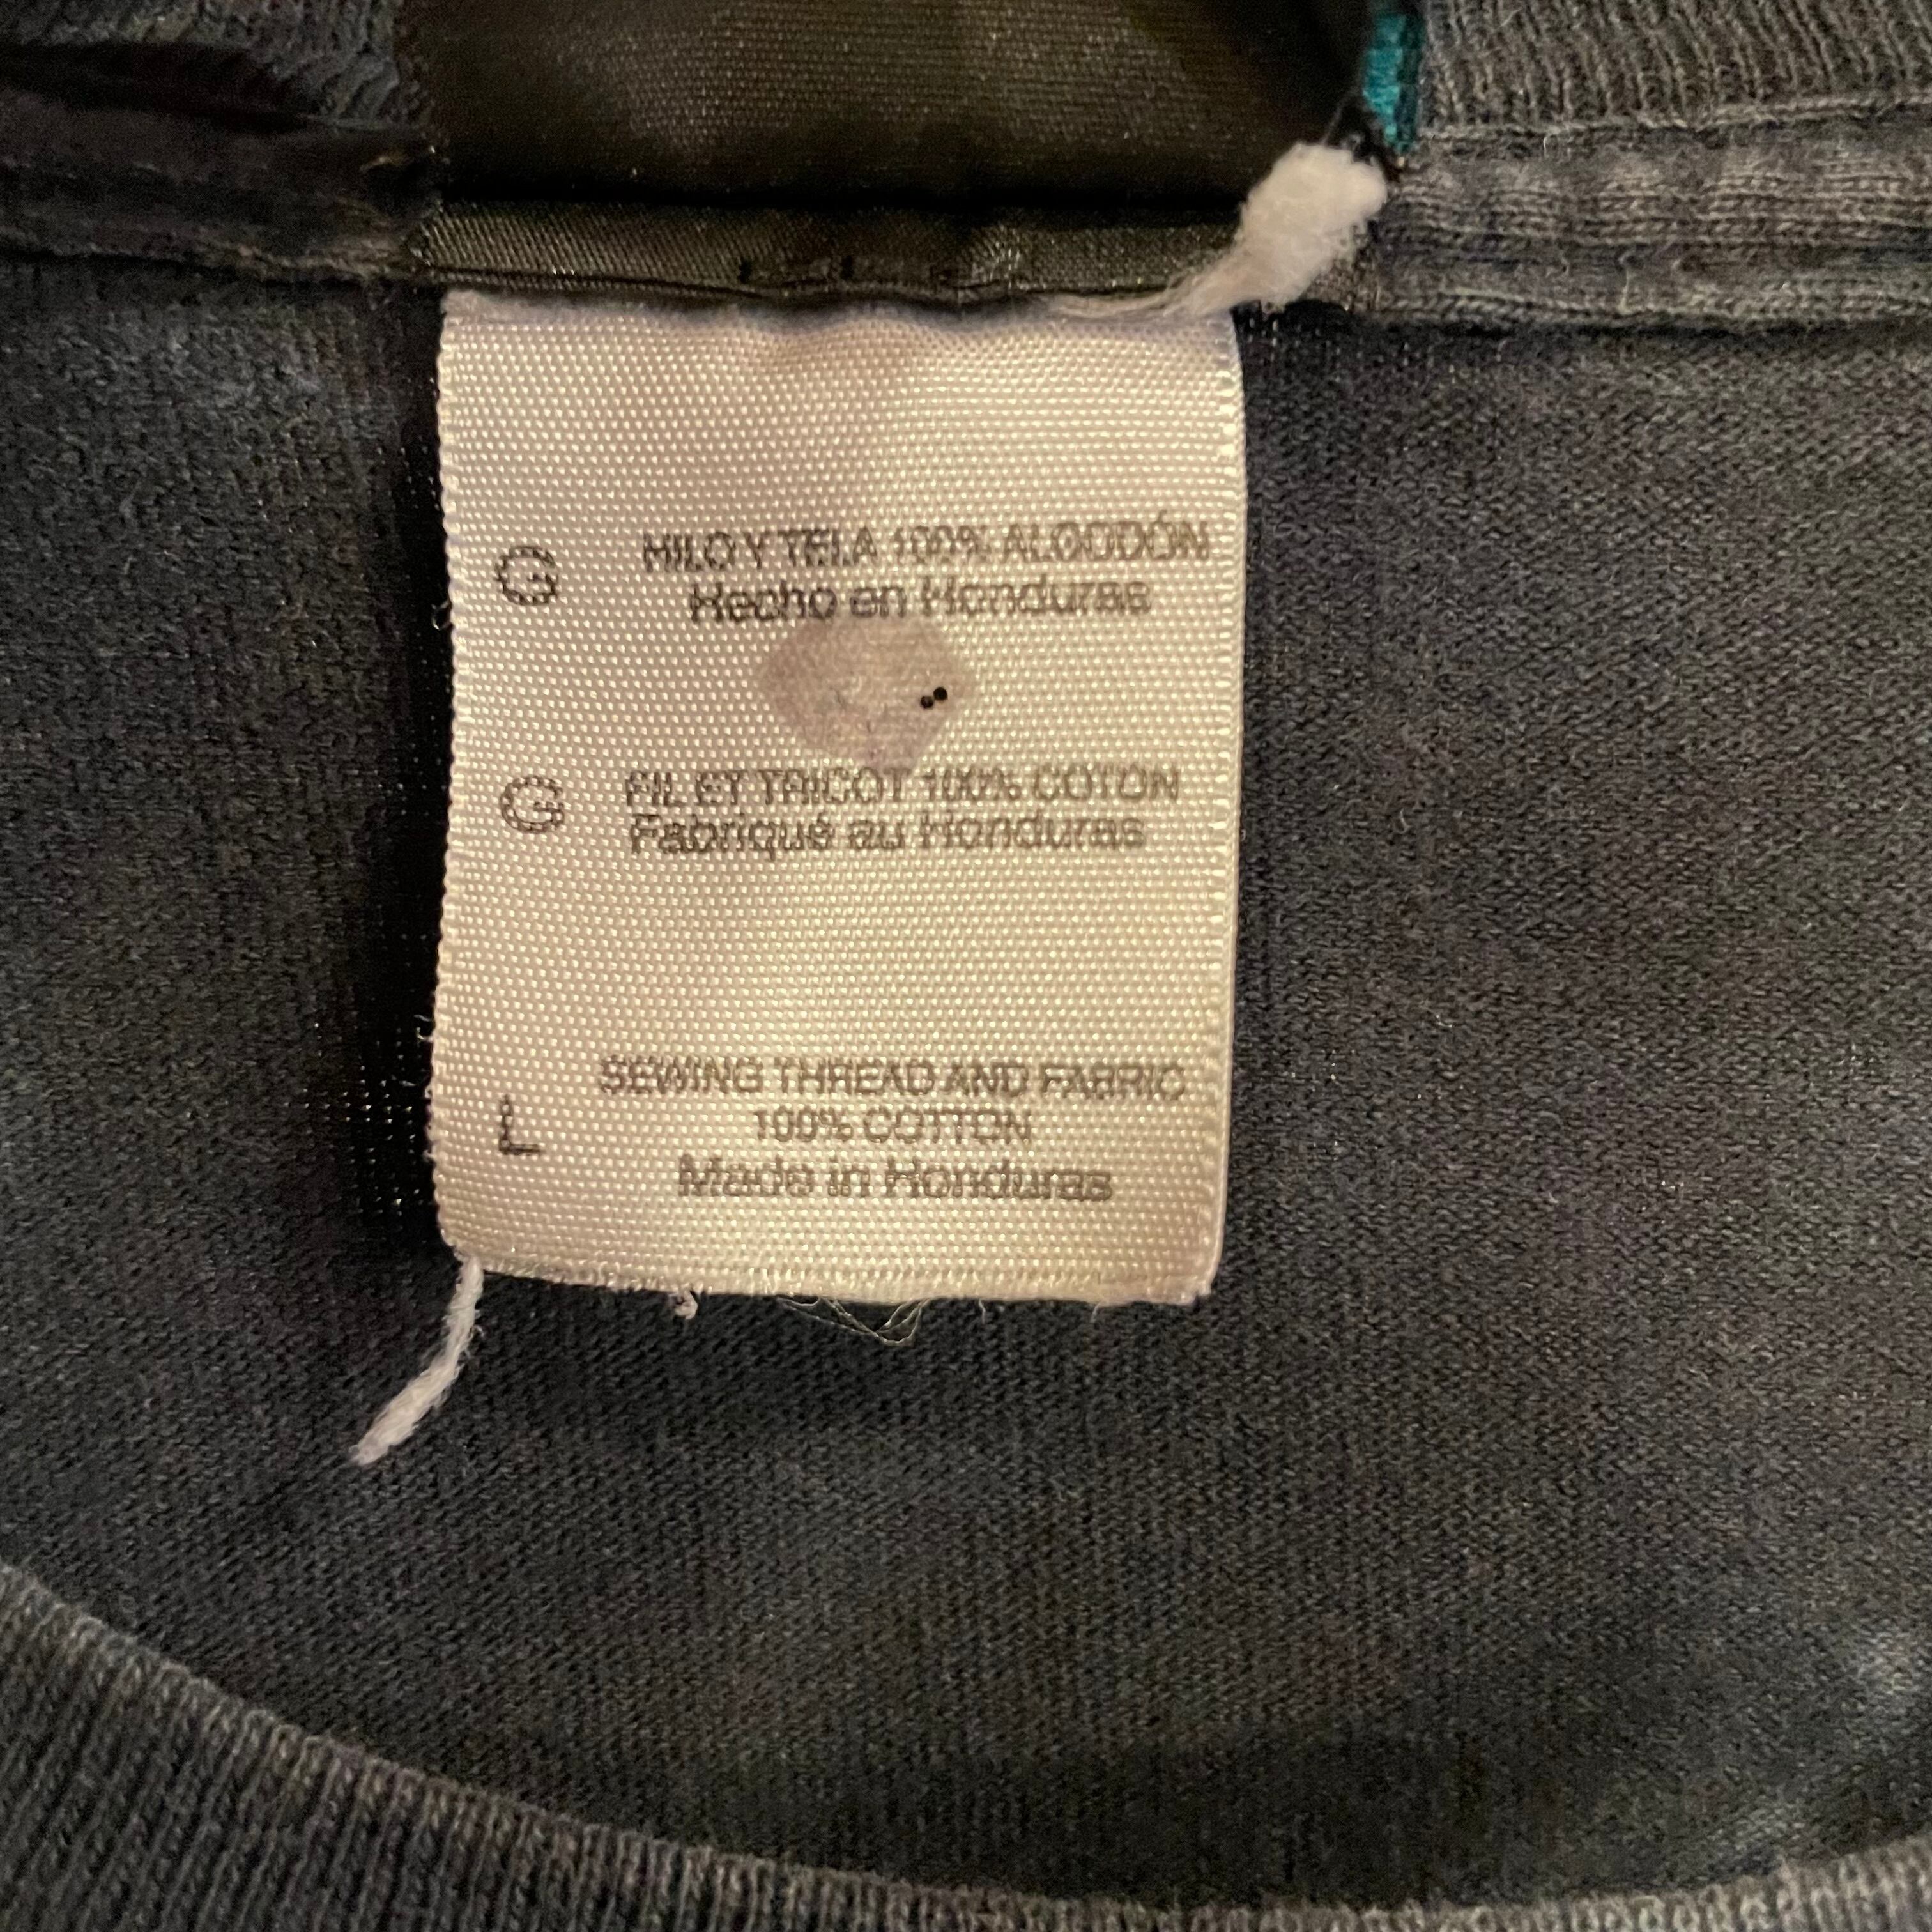 G HILO Y TELA 100% ALGODÓN
Hecho en Honduras
G FIL ET TRICOT 100% COTON
Fabriqué au Honduras
SEWING THREAD AND FABRIC
L 100% COTTON
Made in Honduras